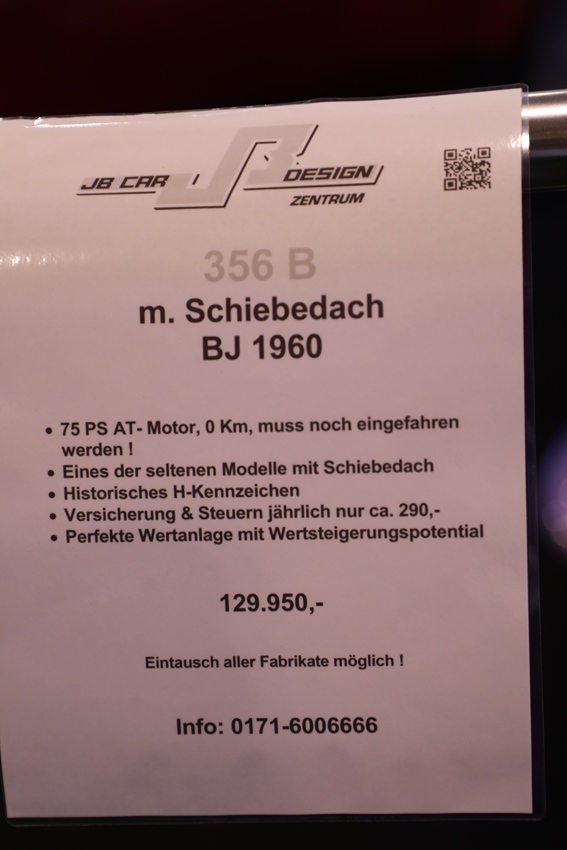 JB CAR JB DESIGN
ZENTRUM
356 B
m. Schiebedach
BJ 1960
• 75 PS AT- Motor, 0 Km, muss noch eingefahren
werden !
• Eines der seltenen Modelle mit Schiebedach
• Historisches H-Kennzeichen
• Versicherung & Steuern jährlich nur ca. 290,-
• Perfekte Wertanlage mit Wertsteigerungspotential
129.950,-
Eintausch aller Fabrikate möglich !
Info: 0171-6006666